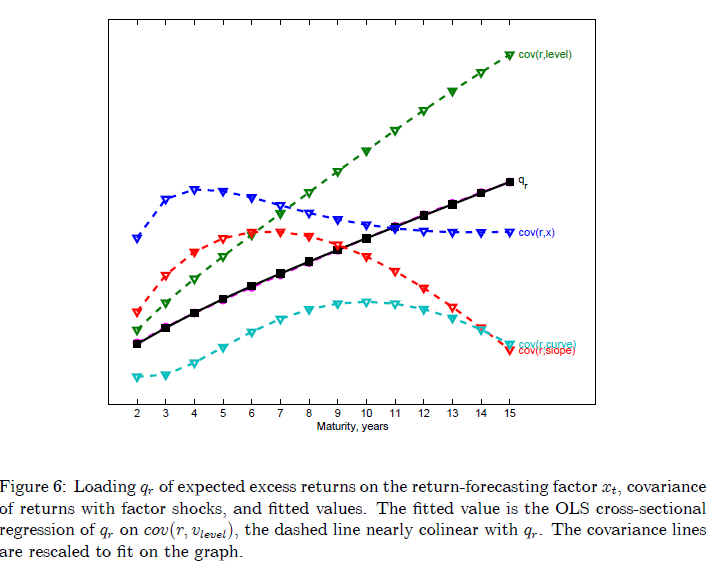 cov(r,level)
q_r
cov(r,x)
cov(r,curve)
cov(r,slope)
2 3 4 5 6 7 8 9 10 11 12 13 14 15
Maturity, years
Figure 6: Loading q_r of expected excess returns on the return-forecasting factor x_t, covariance
of returns with factor shocks, and fitted values. The fitted value is the OLS cross-sectional
regression of q_r on cov(r, v_level), the dashed line nearly colinear with q_r. The covariance lines
are rescaled to fit on the graph.